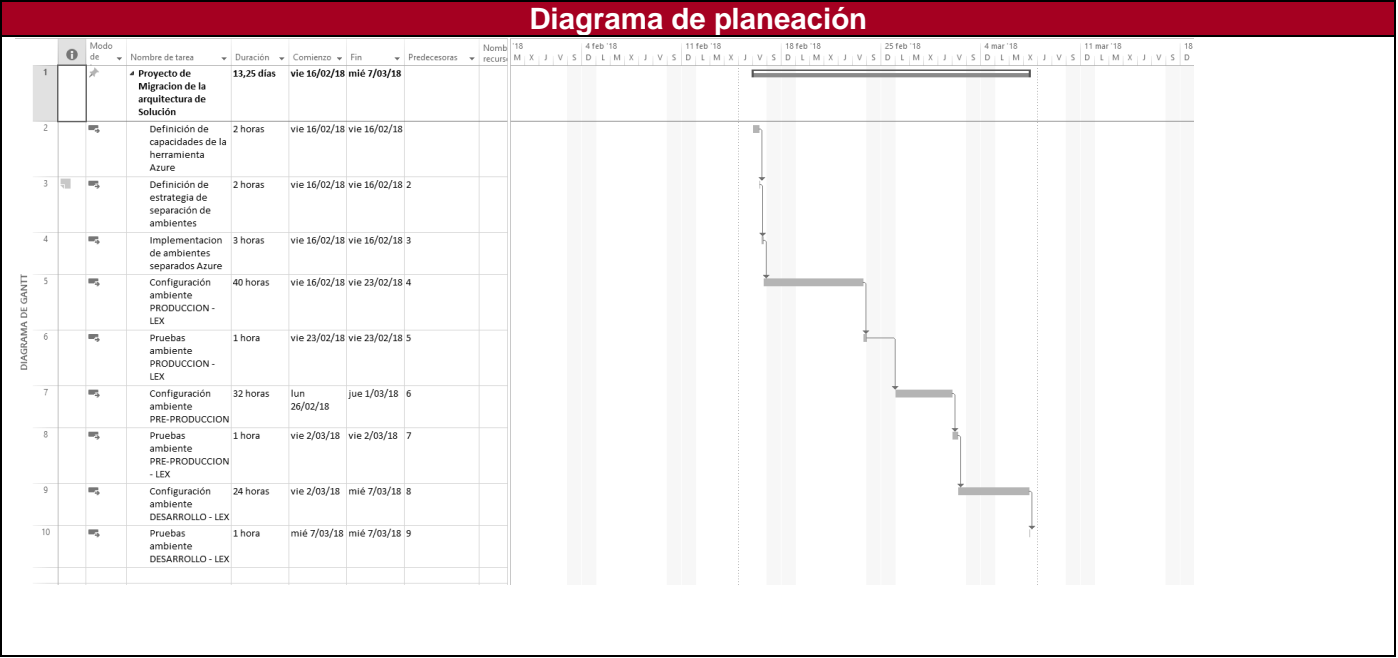 Diagrama de planeación
DIAGRAMA DE GANTT
Modo de Nombre de tarea Duración Comienzo Fin Predecesoras Nomb recurs
'18 4 feb '18 11 feb '18 18 feb '18 25 feb '18 4 mar '18 11 mar '18 18
M X J V S D L M X J V S D L M X J V S D L M X J V S D L M X J V S D L M X J V S D L M X J V S D
1 Proyecto de 13,25 días vie 16/02/18 mié 7/03/18
Migracion de la
arquitectura de
Solución
2 Definición de 2 horas vie 16/02/18 vie 16/02/18
capacidades de la
herramienta
Azure
3 Definición de 2 horas vie 16/02/18 vie 16/02/18 2
estrategia de
separación de
ambientes
4 Implementacion 3 horas vie 16/02/18 vie 16/02/18 3
de ambientes
separados Azure
5 Configuración 40 horas vie 16/02/18 vie 23/02/18 4
ambiente
PRODUCCION -
LEX
6 Pruebas 1 hora vie 23/02/18 vie 23/02/18 5
ambiente
PRODUCCION -
LEX
7 Configuración 32 horas lun jue 1/03/18 6
ambiente 26/02/18
PRE-PRODUCCION
8 Pruebas 1 hora vie 2/03/18 vie 2/03/18 7
ambiente
PRE-PRODUCCION
- LEX
9 Configuración 24 horas vie 2/03/18 mié 7/03/18 8
ambiente
DESARROLLO - LEX
10 Pruebas 1 hora mié 7/03/18 mié 7/03/18 9
ambiente
DESARROLLO - LEX